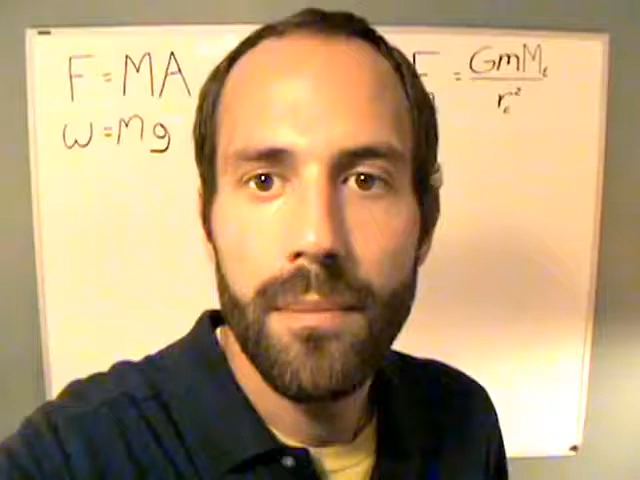 F = MA
W = Mg
F = GmMe / re²